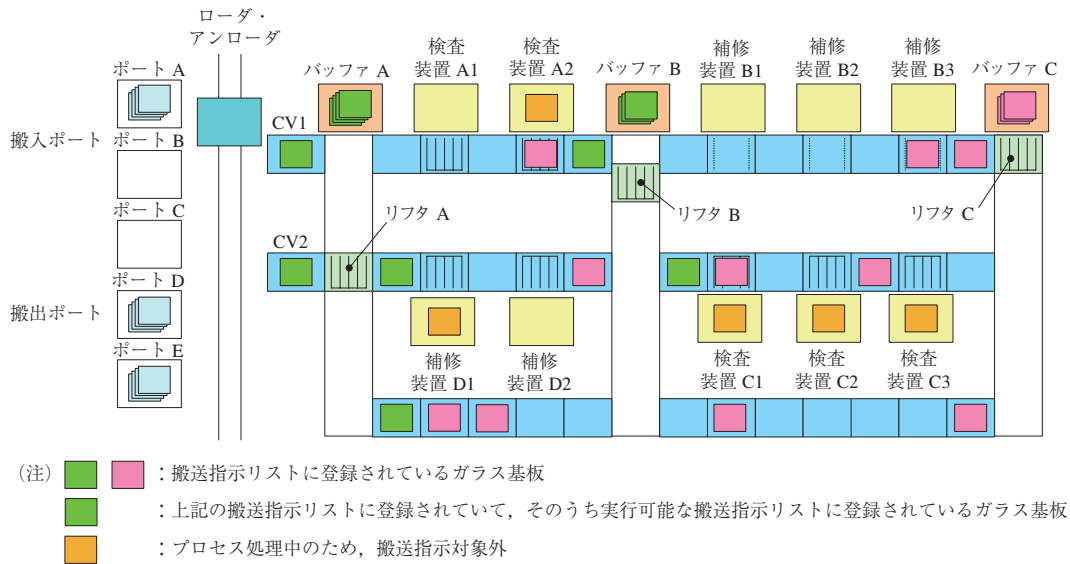 ローダ・
アンローダ
ポート A
バッファ A
検査
装置 A1
検査
装置 A2
バッファ B
補修
装置 B1
補修
装置 B2
補修
装置 B3
バッファ C
搬入ポート
ポート B
CV1
ポート C
リフタ A
リフタ B
リフタ C
CV2
ポート D
搬出ポート
ポート E
補修
装置 D1
補修
装置 D2
検査
装置 C1
検査
装置 C2
検査
装置 C3
（注）
：搬送指示リストに登録されているガラス基板
：上記の搬送指示リストに登録されていて，そのうち実行可能な搬送指示リストに登録されているガラス基板
：プロセス処理中のため，搬送指示対象外